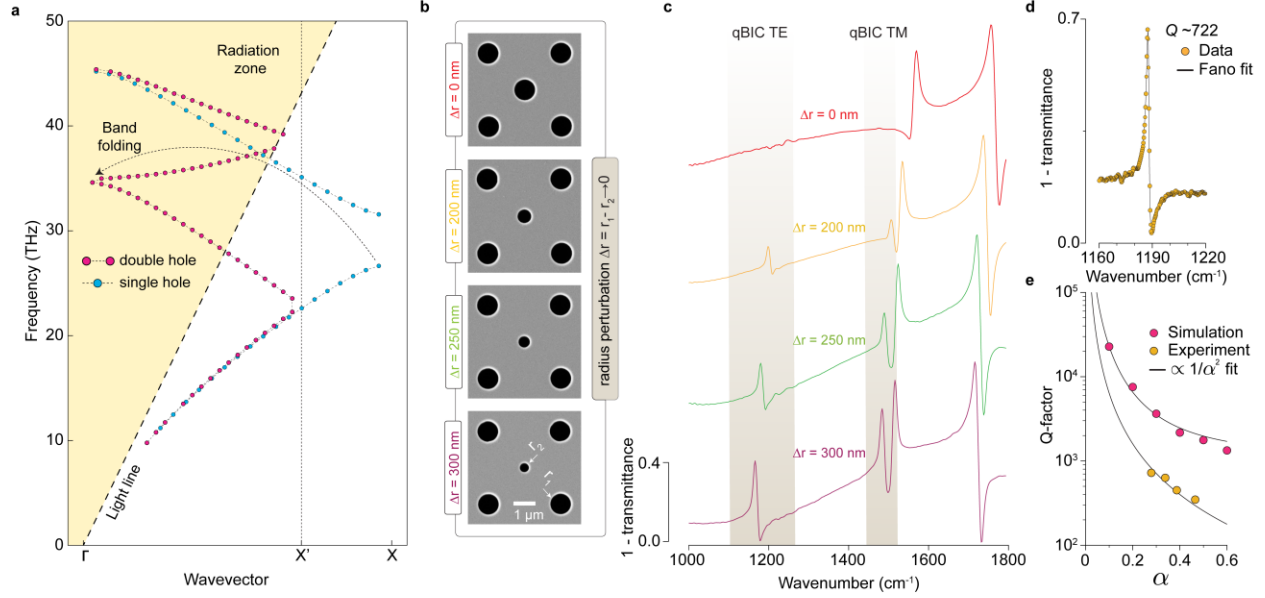 a
50
40
30
20
10
0
Frequency (THz)
Radiation
zone
Band
folding
double hole
single hole
Light line
Γ
X'
X
Wavevector
b
Δr = 0 nm
Δr = 200 nm
Δr = 250 nm
Δr = 300 nm
r₂
r₁
1 μm
radius perturbation Δr = r₁- r₂→0
c
qBIC TE
qBIC TM
Δr = 0 nm
Δr = 200 nm
Δr = 250 nm
Δr = 300 nm
0.4
0.0
1 - transmittance
1000
1200
1400
1600
1800
Wavenumber (cm⁻¹)
d
0.7
0.0
1 - transmittance
Q ~722
Data
Fano fit
1160
1190
1220
Wavenumber (cm⁻¹)
e
10⁵
10⁴
10³
10²
Q-factor
Simulation
Experiment
∝ 1/α² fit
0.0
0.2
0.4
0.6
α